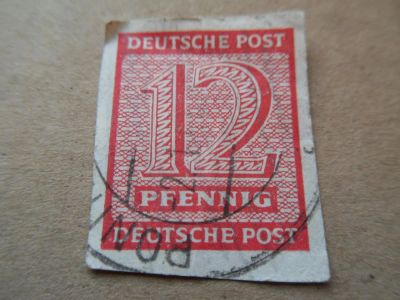 DEUTSCHE POST
12
PFENNIG
DEUTSCHE POST